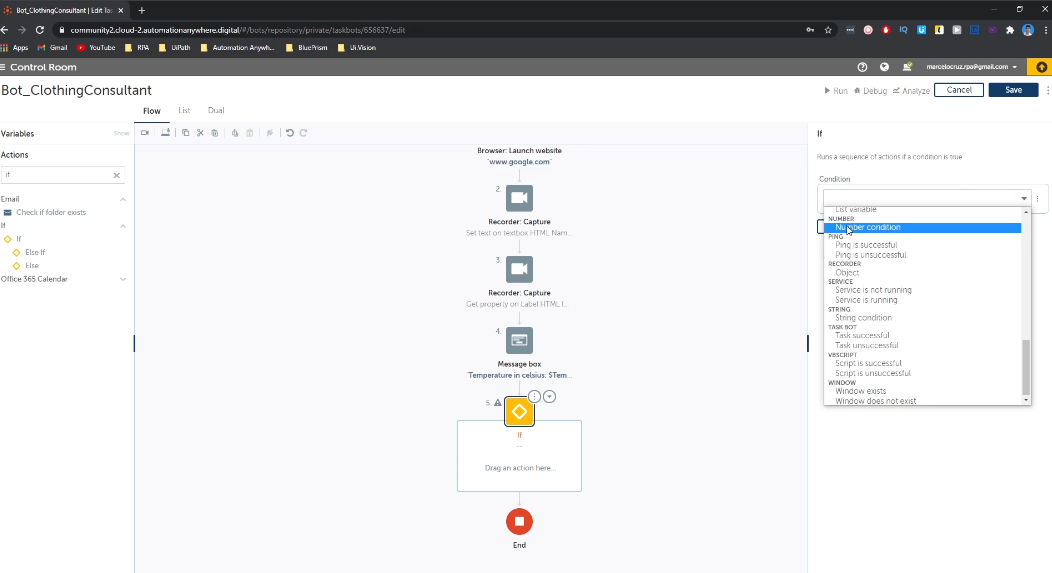 Bot_ClothingConsultant | Edit Ta
community2.cloud-2.automationanywhere.digital/#/bots/repository/private/taskbots/656637/edit
Apps Gmail YouTube RPA UiPath Automation Anywh... BluePrism UI.Vision
Control Room
marcelocruz.rpa@gmail.com
Bot_ClothingConsultant
Run Debug Analyze Cancel Save
Flow List Dual
Variables
Show
Actions
if
Email
Check if folder exists
If
If
Else If
Else
Office 365 Calendar
Browser: Launch website
"www.google.com"
2.
Recorder: Capture
Set text on textbox HTML Nam...
3.
Recorder: Capture
Get property on Label HTML I...
4.
Message box
"Temperature in celsius: $Tem...
5.
If
...
Drag an action here...
End
If
Runs a sequence of actions if a condition is true
Condition
List variable
NUMBER
Number condition
PING
Ping is successful
Ping is unsuccessful
RECORDER
Object
SERVICE
Service is not running
Service is running
STRING
String condition
TASK BOT
Task successful
Task unsuccessful
VBSCRIPT
Script is successful
Script is unsuccessful
WINDOW
Window exists
Window does not exist